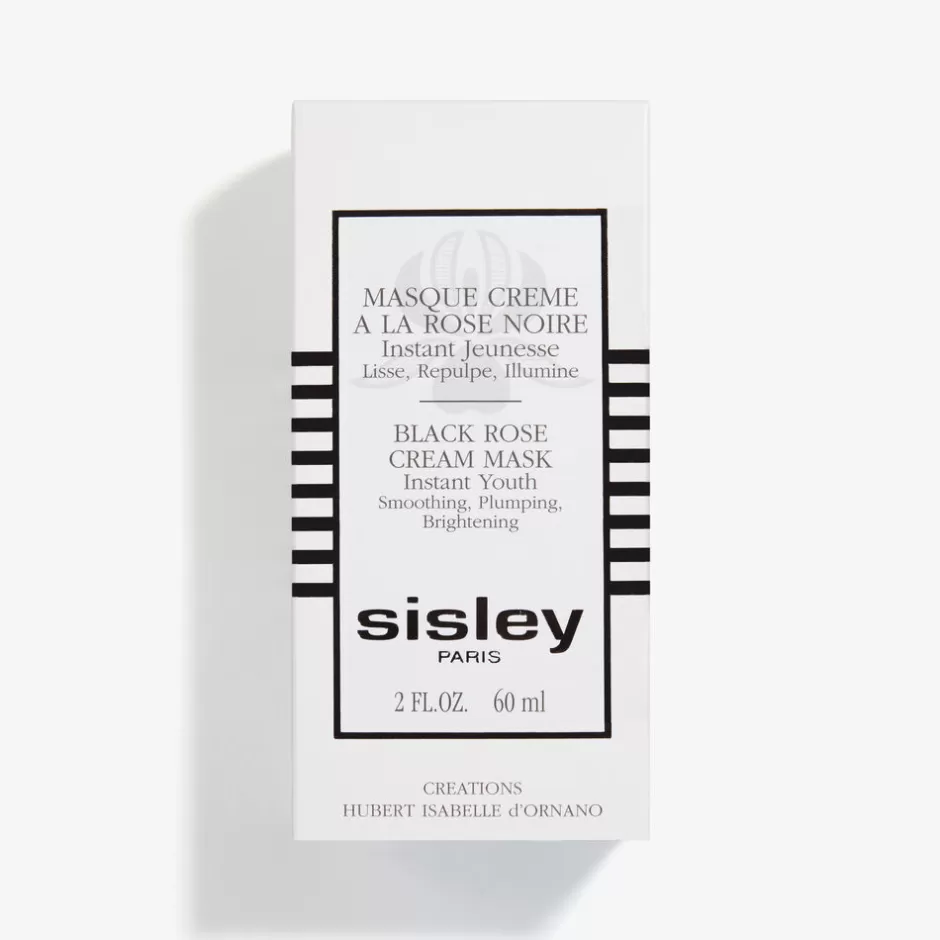 MASQUE CREME
A LA ROSE NOIRE
Instant Jeunesse
Lisse, Repulpe, Illumine
BLACK ROSE
CREAM MASK
Instant Youth
Smoothing, Plumping,
Brightening
sisley
PARIS
2 FL.OZ. 60 ml
CREATIONS
HUBERT ISABELLE d'ORNANO